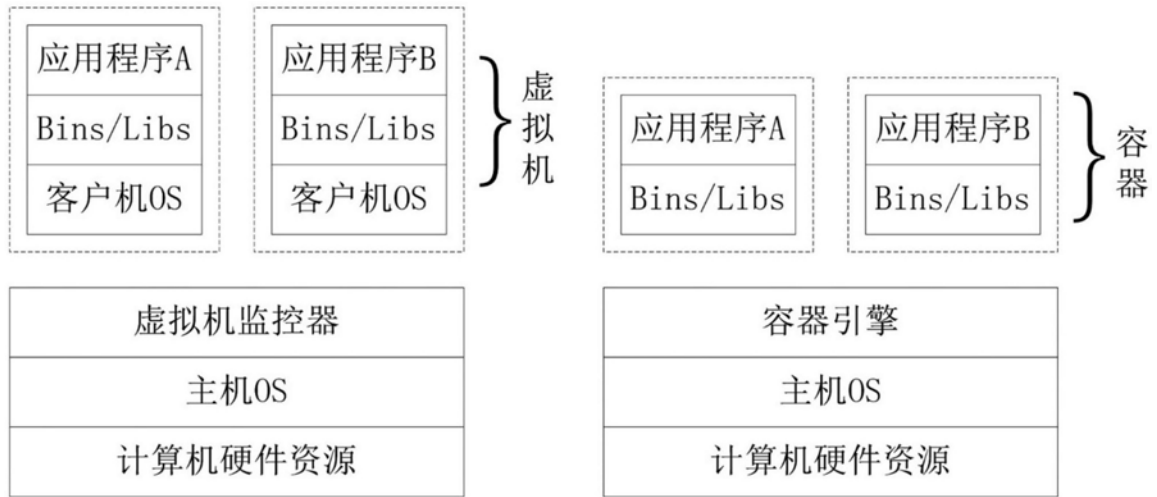 应用程序A
Bins/Libs
客户机OS
应用程序B
Bins/Libs
客户机OS
虚拟机
虚拟机监控器
主机OS
计算机硬件资源
应用程序A
Bins/Libs
应用程序B
Bins/Libs
容器
容器引擎
主机OS
计算机硬件资源